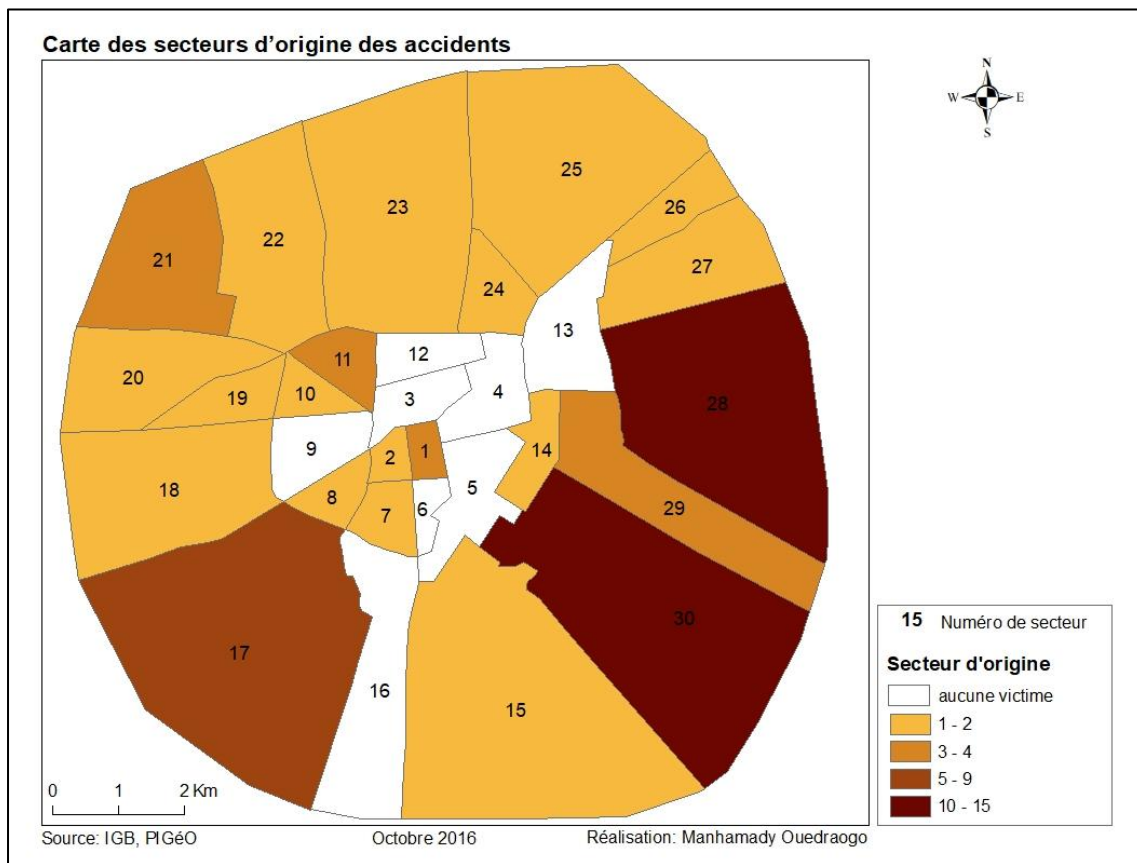 Carte des secteurs d'origine des accidents
N
W E
S
25
23
26
22
27
21
24
13
12
11
20
10
4
19
3
28
9
2
1
14
5
18
8
7
6
29
30
17
16
15
15 Numéro de secteur
Secteur d'origine
aucune victime
1 - 2
3 - 4
5 - 9
10 - 15
0 1 2 Km
Source: IGB, PIGéO Octobre 2016 Réalisation: Manhamady Ouedraogo